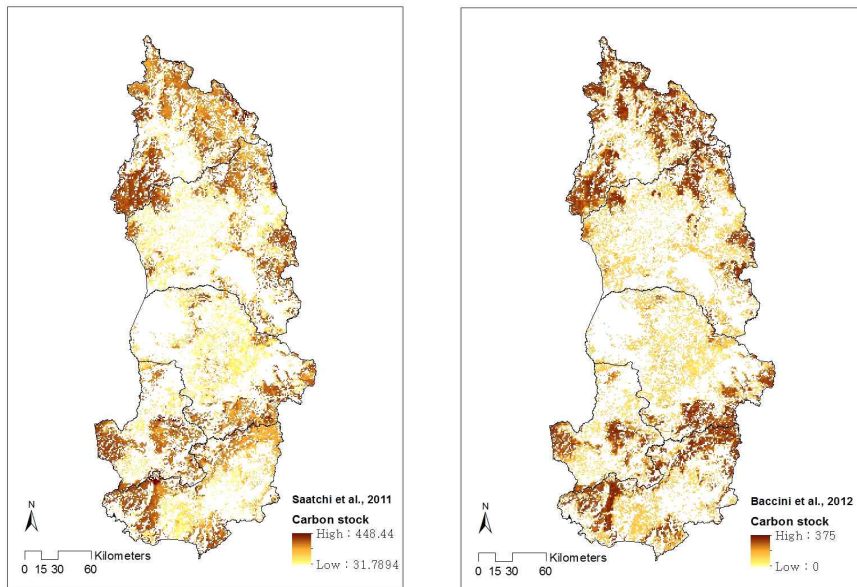 N
Kilometers
0 15 30 60
Saatchi et al., 2011
Carbon stock
High : 448.44
Low : 31.7894
N
Kilometers
0 15 30 60
Baccini et al., 2012
Carbon stock
High : 375
Low : 0